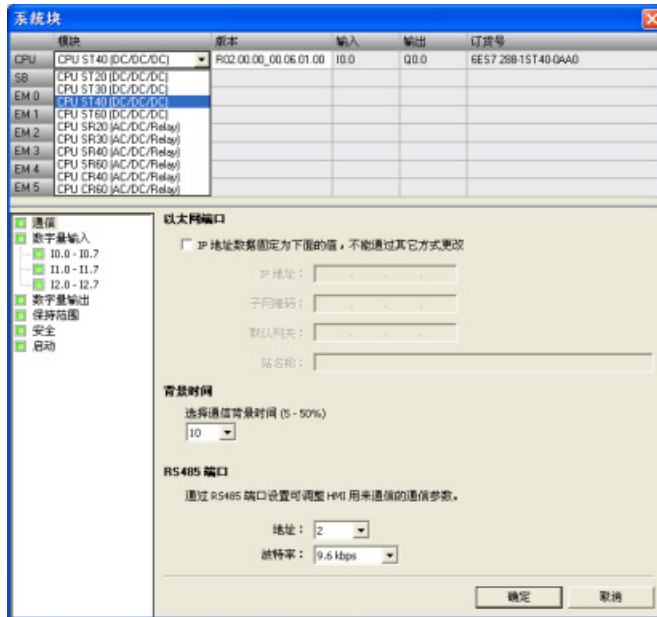 系统块
模块 版本 输入 输出 订货号
CPU CPU ST40 (DC/DC/DC) R02.00.00_00.06.01.00 I0.0 Q0.0 6ES7 288-1ST40-0AA0
SB CPU ST20 (DC/DC/DC)
CPU ST30 (DC/DC/DC)
EM 0 CPU ST40 (DC/DC/DC)
EM 1 CPU ST60 (DC/DC/DC)
CPU SR20 (AC/DC/Relay)
EM 2 CPU SR30 (AC/DC/Relay)
EM 3 CPU SR40 (AC/DC/Relay)
CPU SR60 (AC/DC/Relay)
EM 4 CPU CR40 (AC/DC/Relay)
EM 5 CPU CR60 (AC/DC/Relay)
通信
数字量输入
I0.0 - I0.7
I1.0 - I1.7
I2.0 - I2.7
数字量输出
保持范围
安全
启动
以太网端口
IP 地址数据固定为下面的值，不能通过其它方式更改
IP 地址：
子网掩码：
默认网关：
站名称：
背景时间
选择通信背景时间 (5 - 50%)
10
RS485 端口
通过 RS485 端口设置可调整 HMI 用来通信的通信参数。
地址： 2
波特率： 9.6 kbps
确定 取消